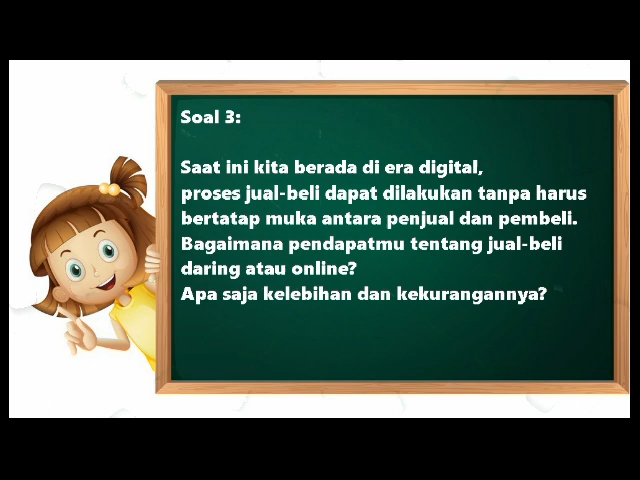 Soal 3:
Saat ini kita berada di era digital,
proses jual-beli dapat dilakukan tanpa harus
bertatap muka antara penjual dan pembeli.
Bagaimana pendapatmu tentang jual-beli
daring atau online?
Apa saja kelebihan dan kekurangannya?